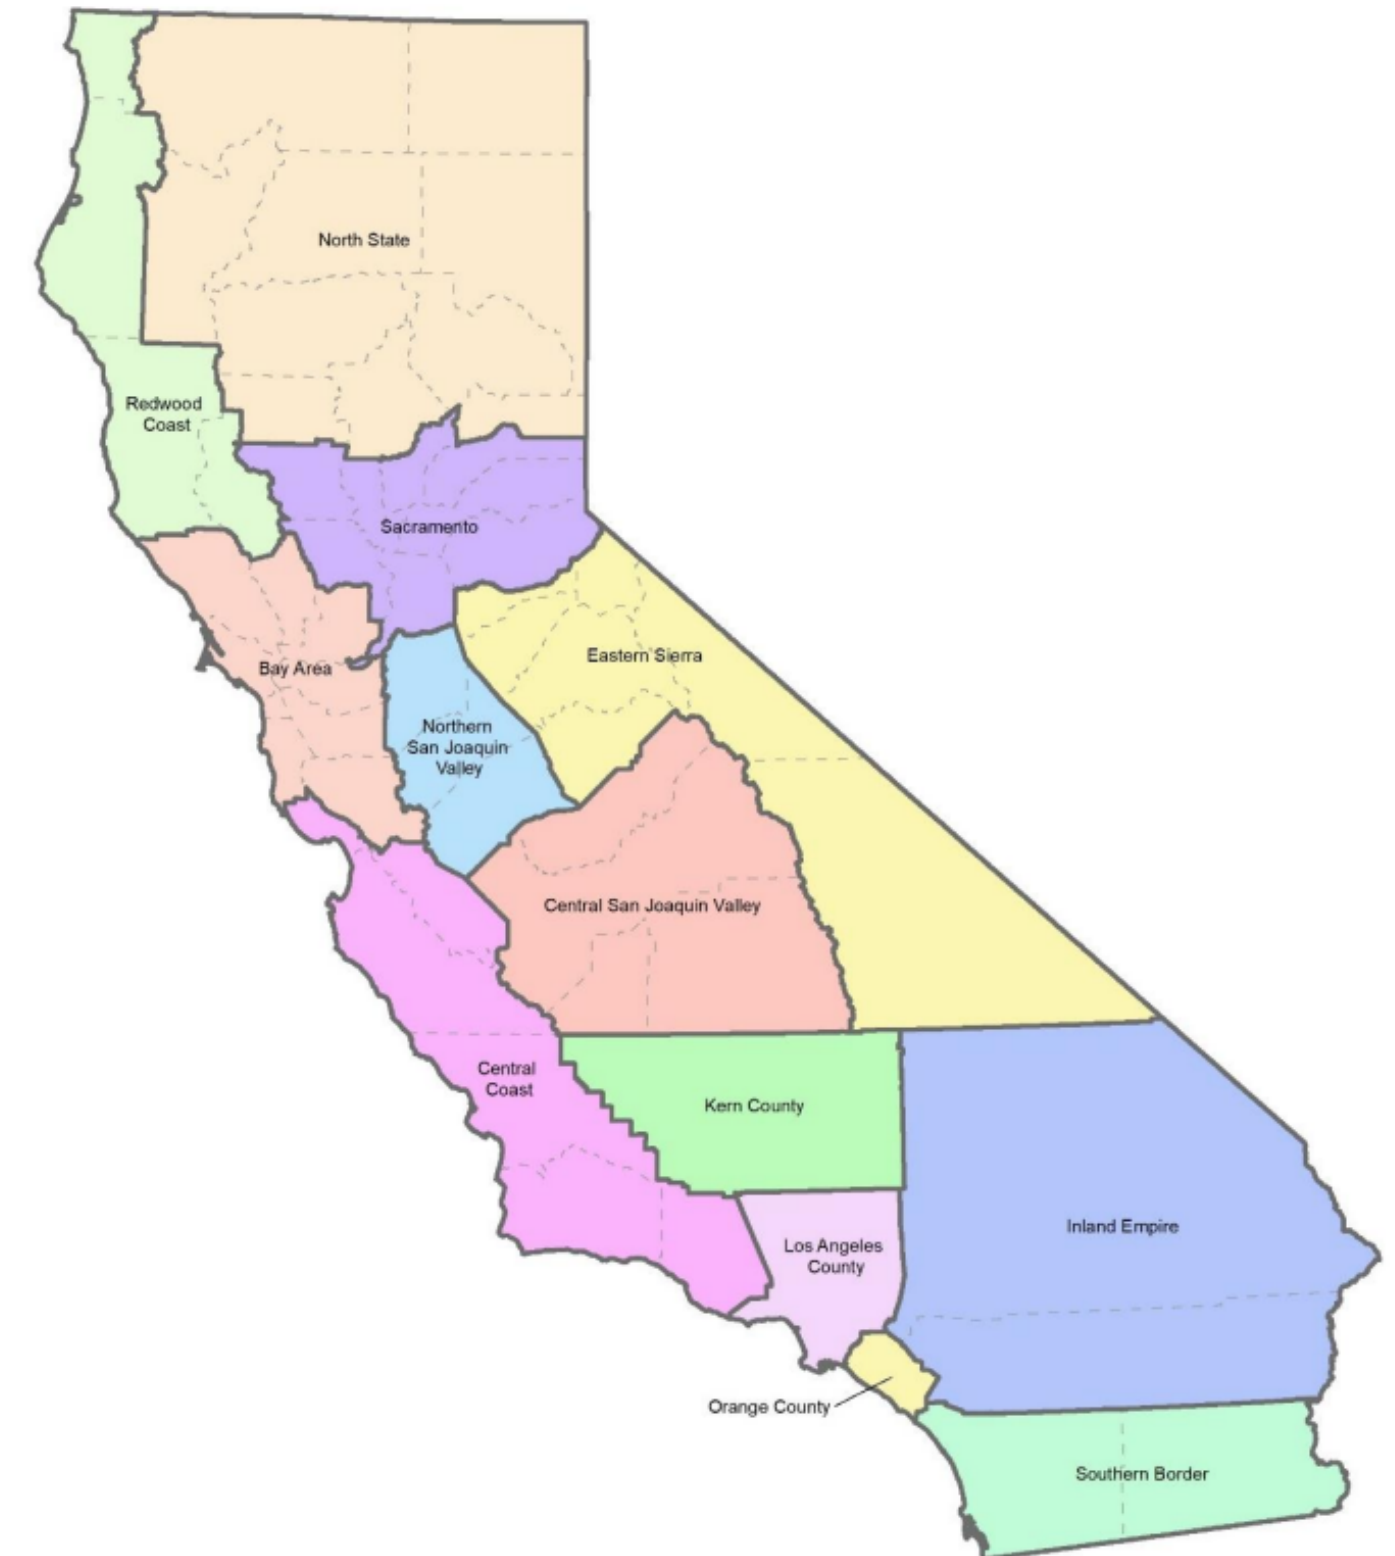 North State
Redwood
Coast
Sacramento
Eastern Sierra
Bay Area
Northern
San Joaquin
Valley
Central San Joaquin Valley
Central
Coast
Kern County
Inland Empire
Los Angeles
County
Orange County
Southern Border